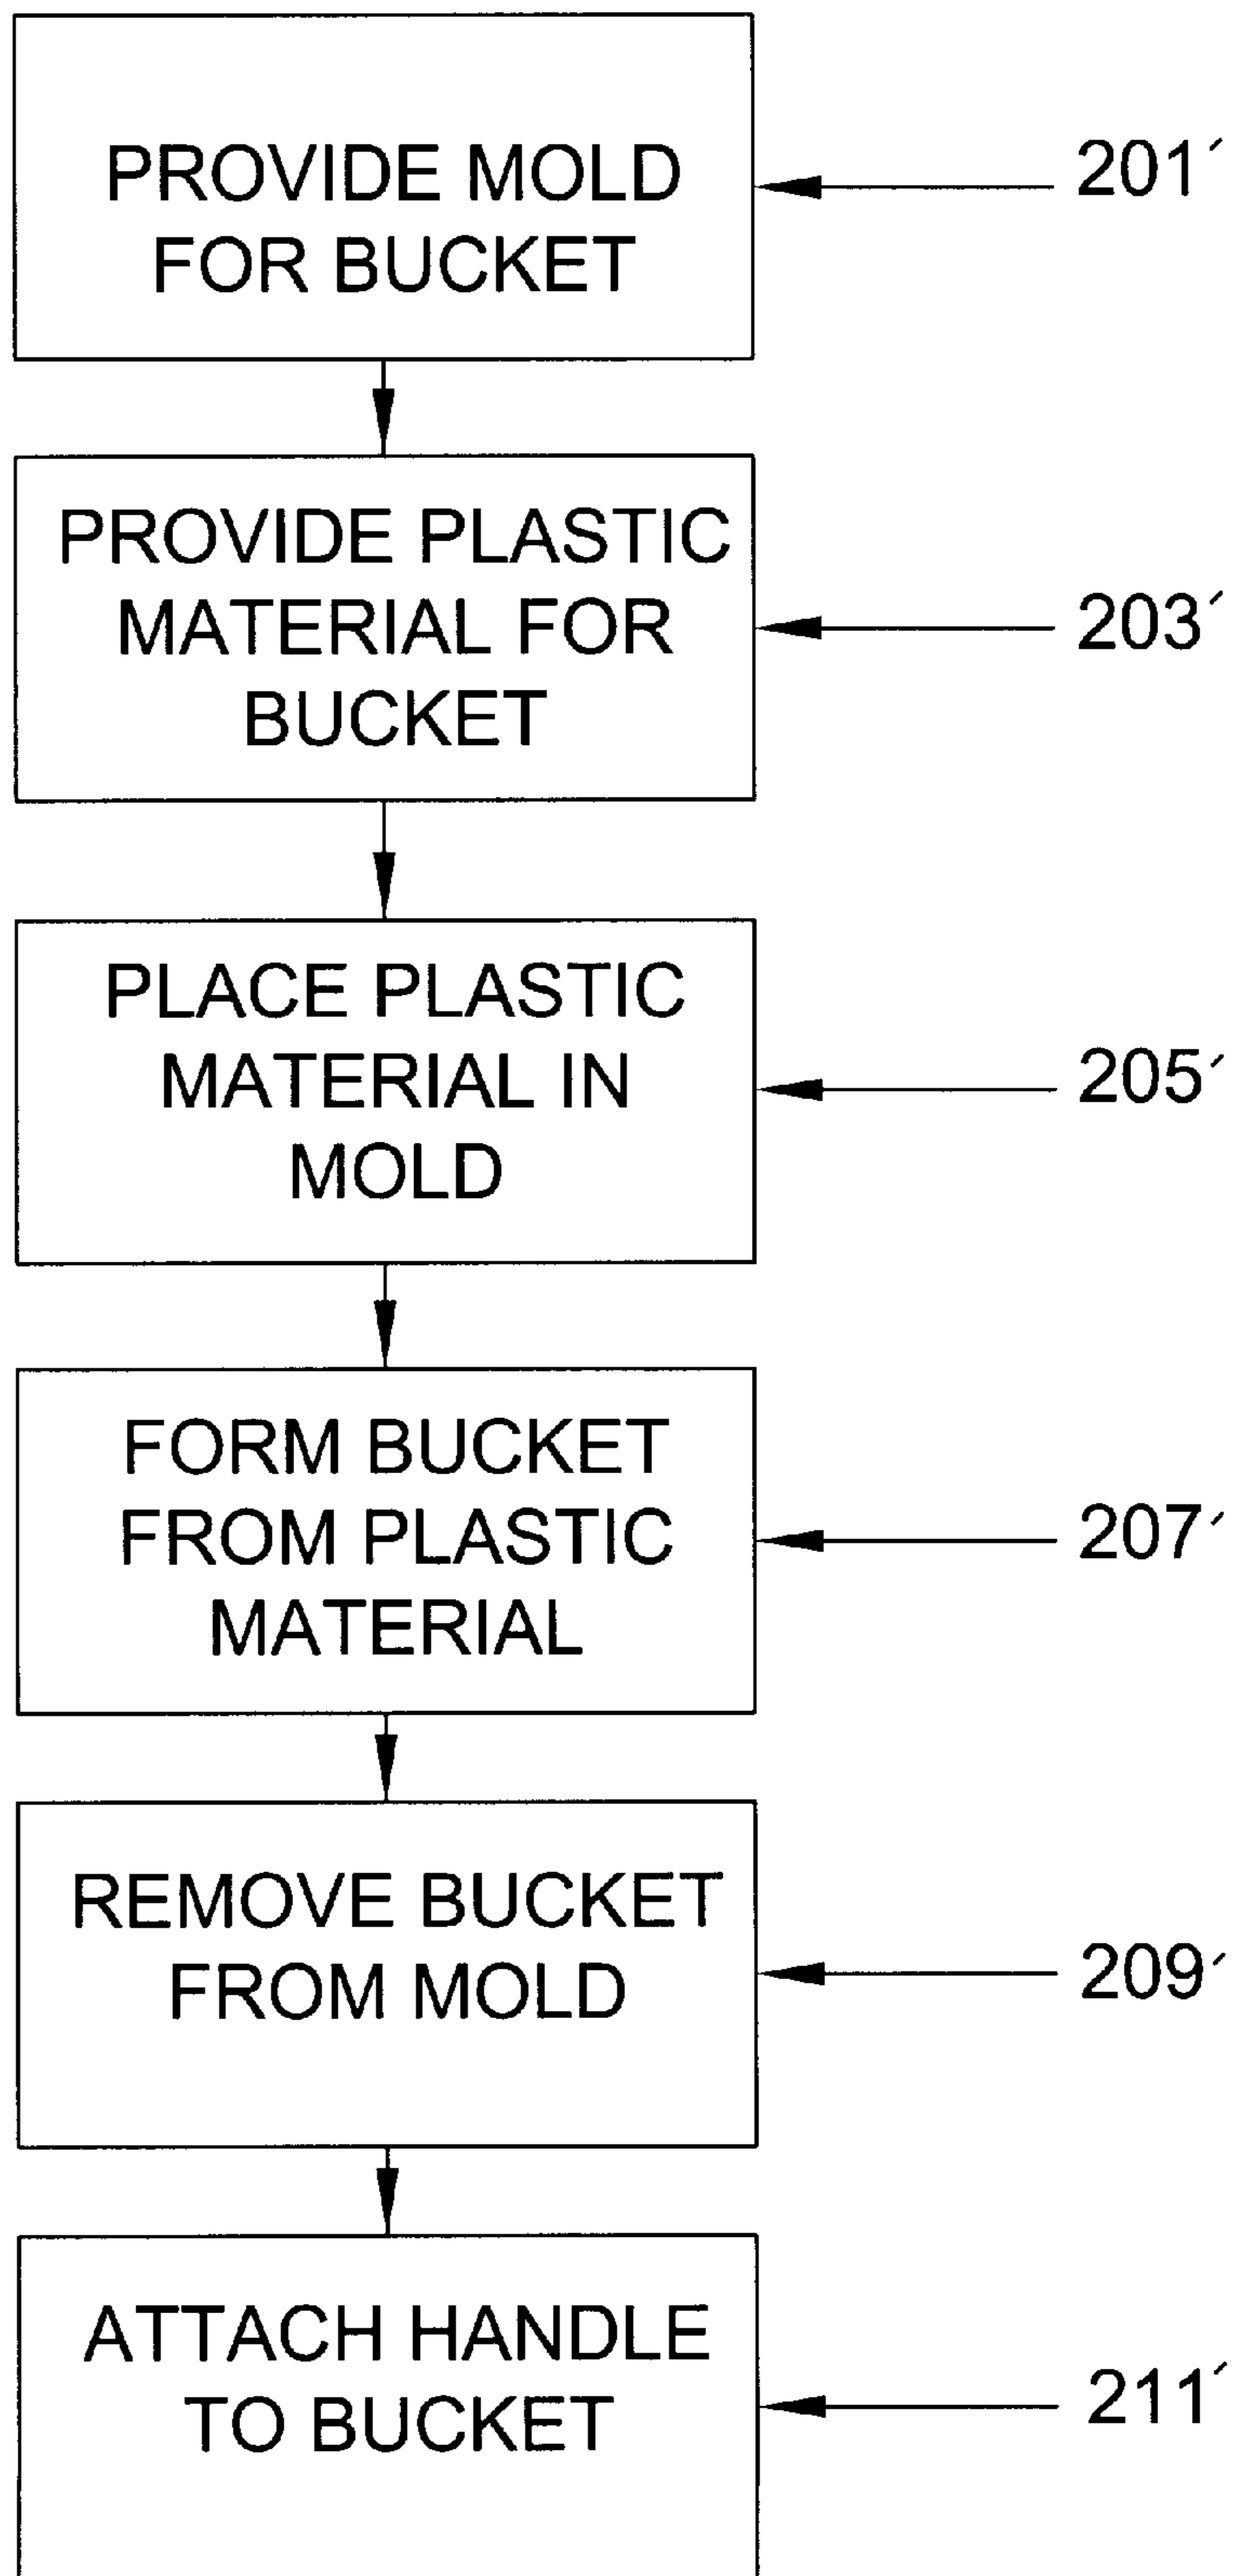 PROVIDE MOLD
FOR BUCKET
201´
PROVIDE PLASTIC
MATERIAL FOR
BUCKET
203´
PLACE PLASTIC
MATERIAL IN
MOLD
205´
FORM BUCKET
FROM PLASTIC
MATERIAL
207´
REMOVE BUCKET
FROM MOLD
209´
ATTACH HANDLE
TO BUCKET
211´